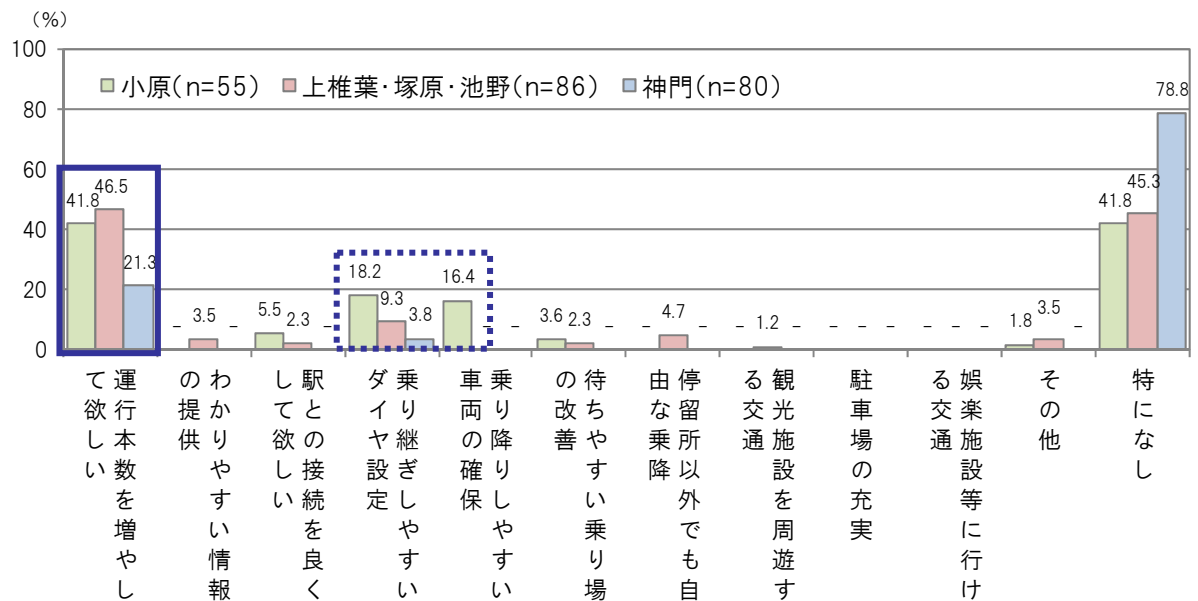 （%）
100
80
60
40
20
0
小原(n=55)
上椎葉・塚原・池野(n=86)
神門(n=80)
41.8
46.5
21.3
-
3.5
-
5.5
2.3
-
18.2
9.3
3.8
16.4
-
-
3.6
2.3
-
-
4.7
-
-
1.2
-
-
-
-
-
-
-
1.8
3.5
-
41.8
45.3
78.8
運行本数を増やし
て欲しい
わかりやすい情報
の提供
駅との接続を良く
して欲しい
乗り継ぎしやすい
ダイヤ設定
乗り降りしやすい
車両の確保
待ちやすい乗り場
の改善
停留所以外でも自
由な乗降
観光施設を周遊す
る交通
駐車場の充実
娯楽施設等に行け
る交通
その他
特になし